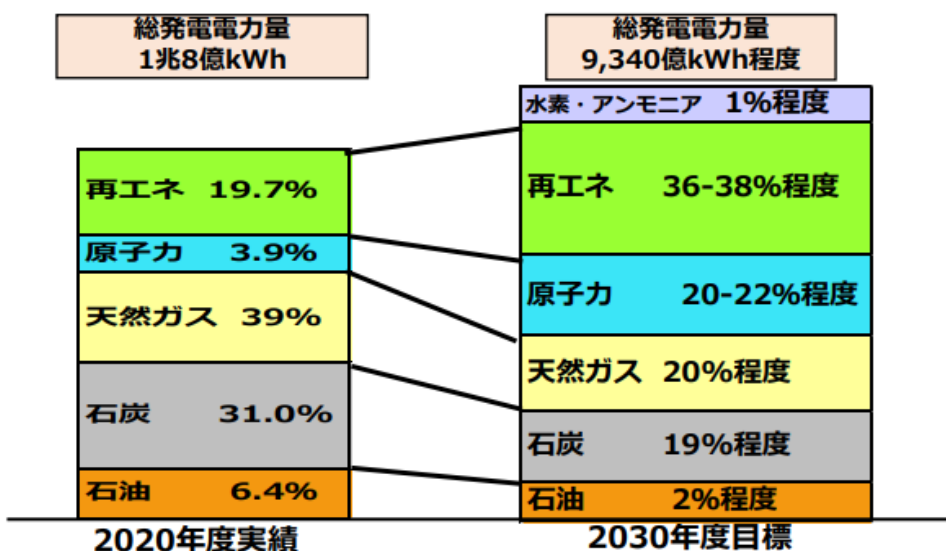 総発電電力量
1兆8億kWh
再エネ 19.7%
原子力 3.9%
天然ガス 39%
石炭 31.0%
石油 6.4%
2020年度実績
総発電電力量
9,340億kWh程度
水素・アンモニア 1%程度
再エネ 36-38%程度
原子力 20-22%程度
天然ガス 20%程度
石炭 19%程度
石油 2%程度
2030年度目標